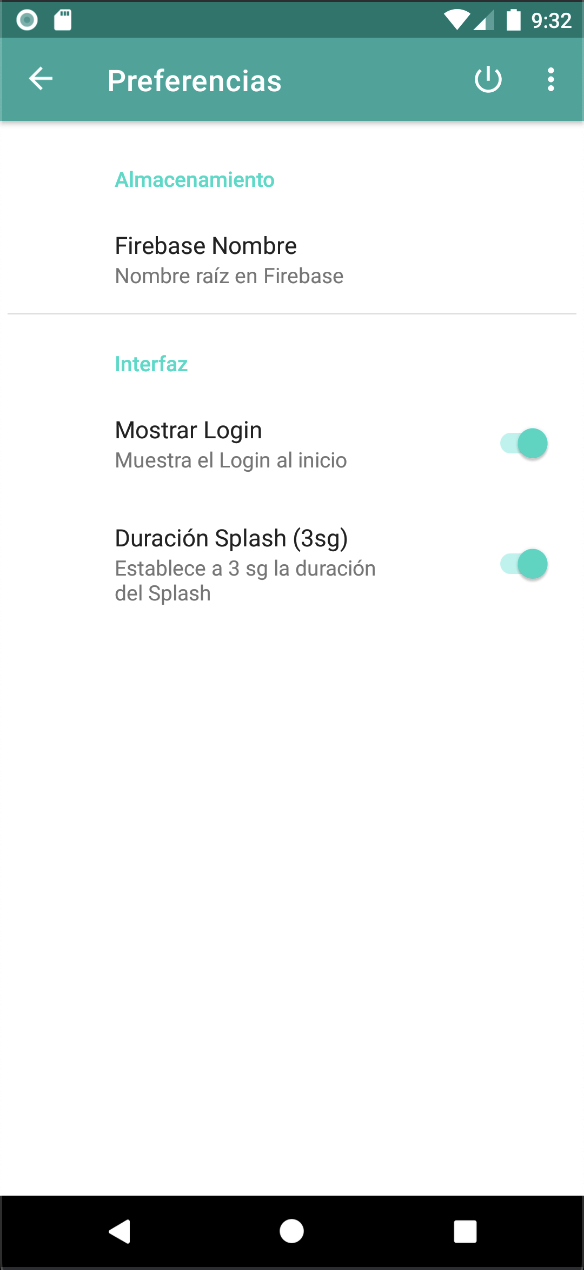 9:32
Preferencias
Almacenamiento
Firebase Nombre
Nombre raíz en Firebase
Interfaz
Mostrar Login
Muestra el Login al inicio
Duración Splash (3sg)
Establece a 3 sg la duración
del Splash